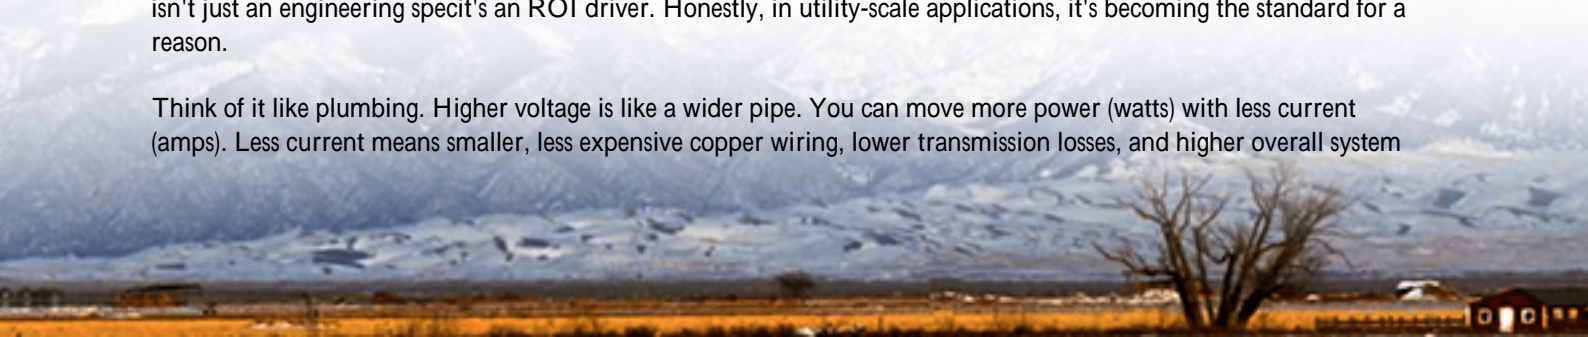 isn't just an engineering specit's an ROI driver. Honestly, in utility-scale applications, it's becoming the standard for a
reason.
Think of it like plumbing. Higher voltage is like a wider pipe. You can move more power (watts) with less current
(amps). Less current means smaller, less expensive copper wiring, lower transmission losses, and higher overall system